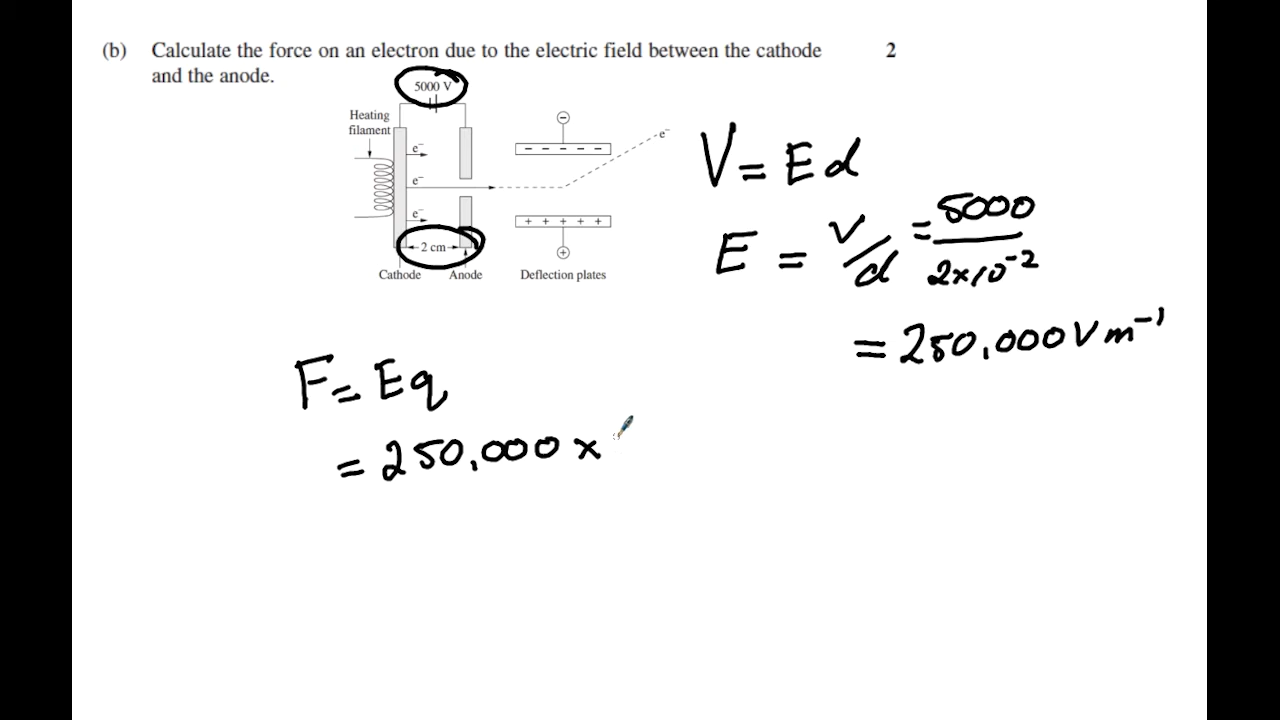 (b) Calculate the force on an electron due to the electric field between the cathode 2
and the anode.
5000 V
Heating
filament
e⁻
e⁻
e⁻
2 cm
Cathode Anode
−
− − − − −
e⁻
+ + + + +
+
Deflection plates
V = Ed
E = V/d = 5000/2×10⁻²
= 250,000 V m⁻¹
F = Eq
= 250,000 ×